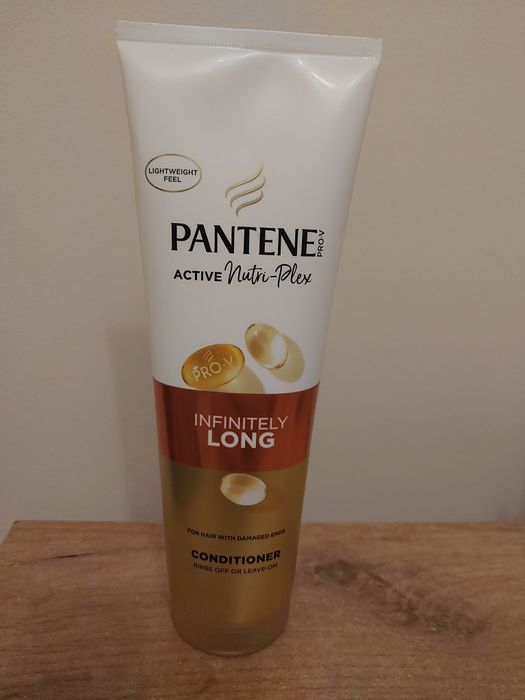 LIGHTWEIGHT
FEEL
PANTENE PRO-V
ACTIVE Nutri-Plex
PRO-V
INFINITELY
LONG
FOR HAIR WITH DAMAGED ENDS
CONDITIONER
RINSE OFF OR LEAVE-ON